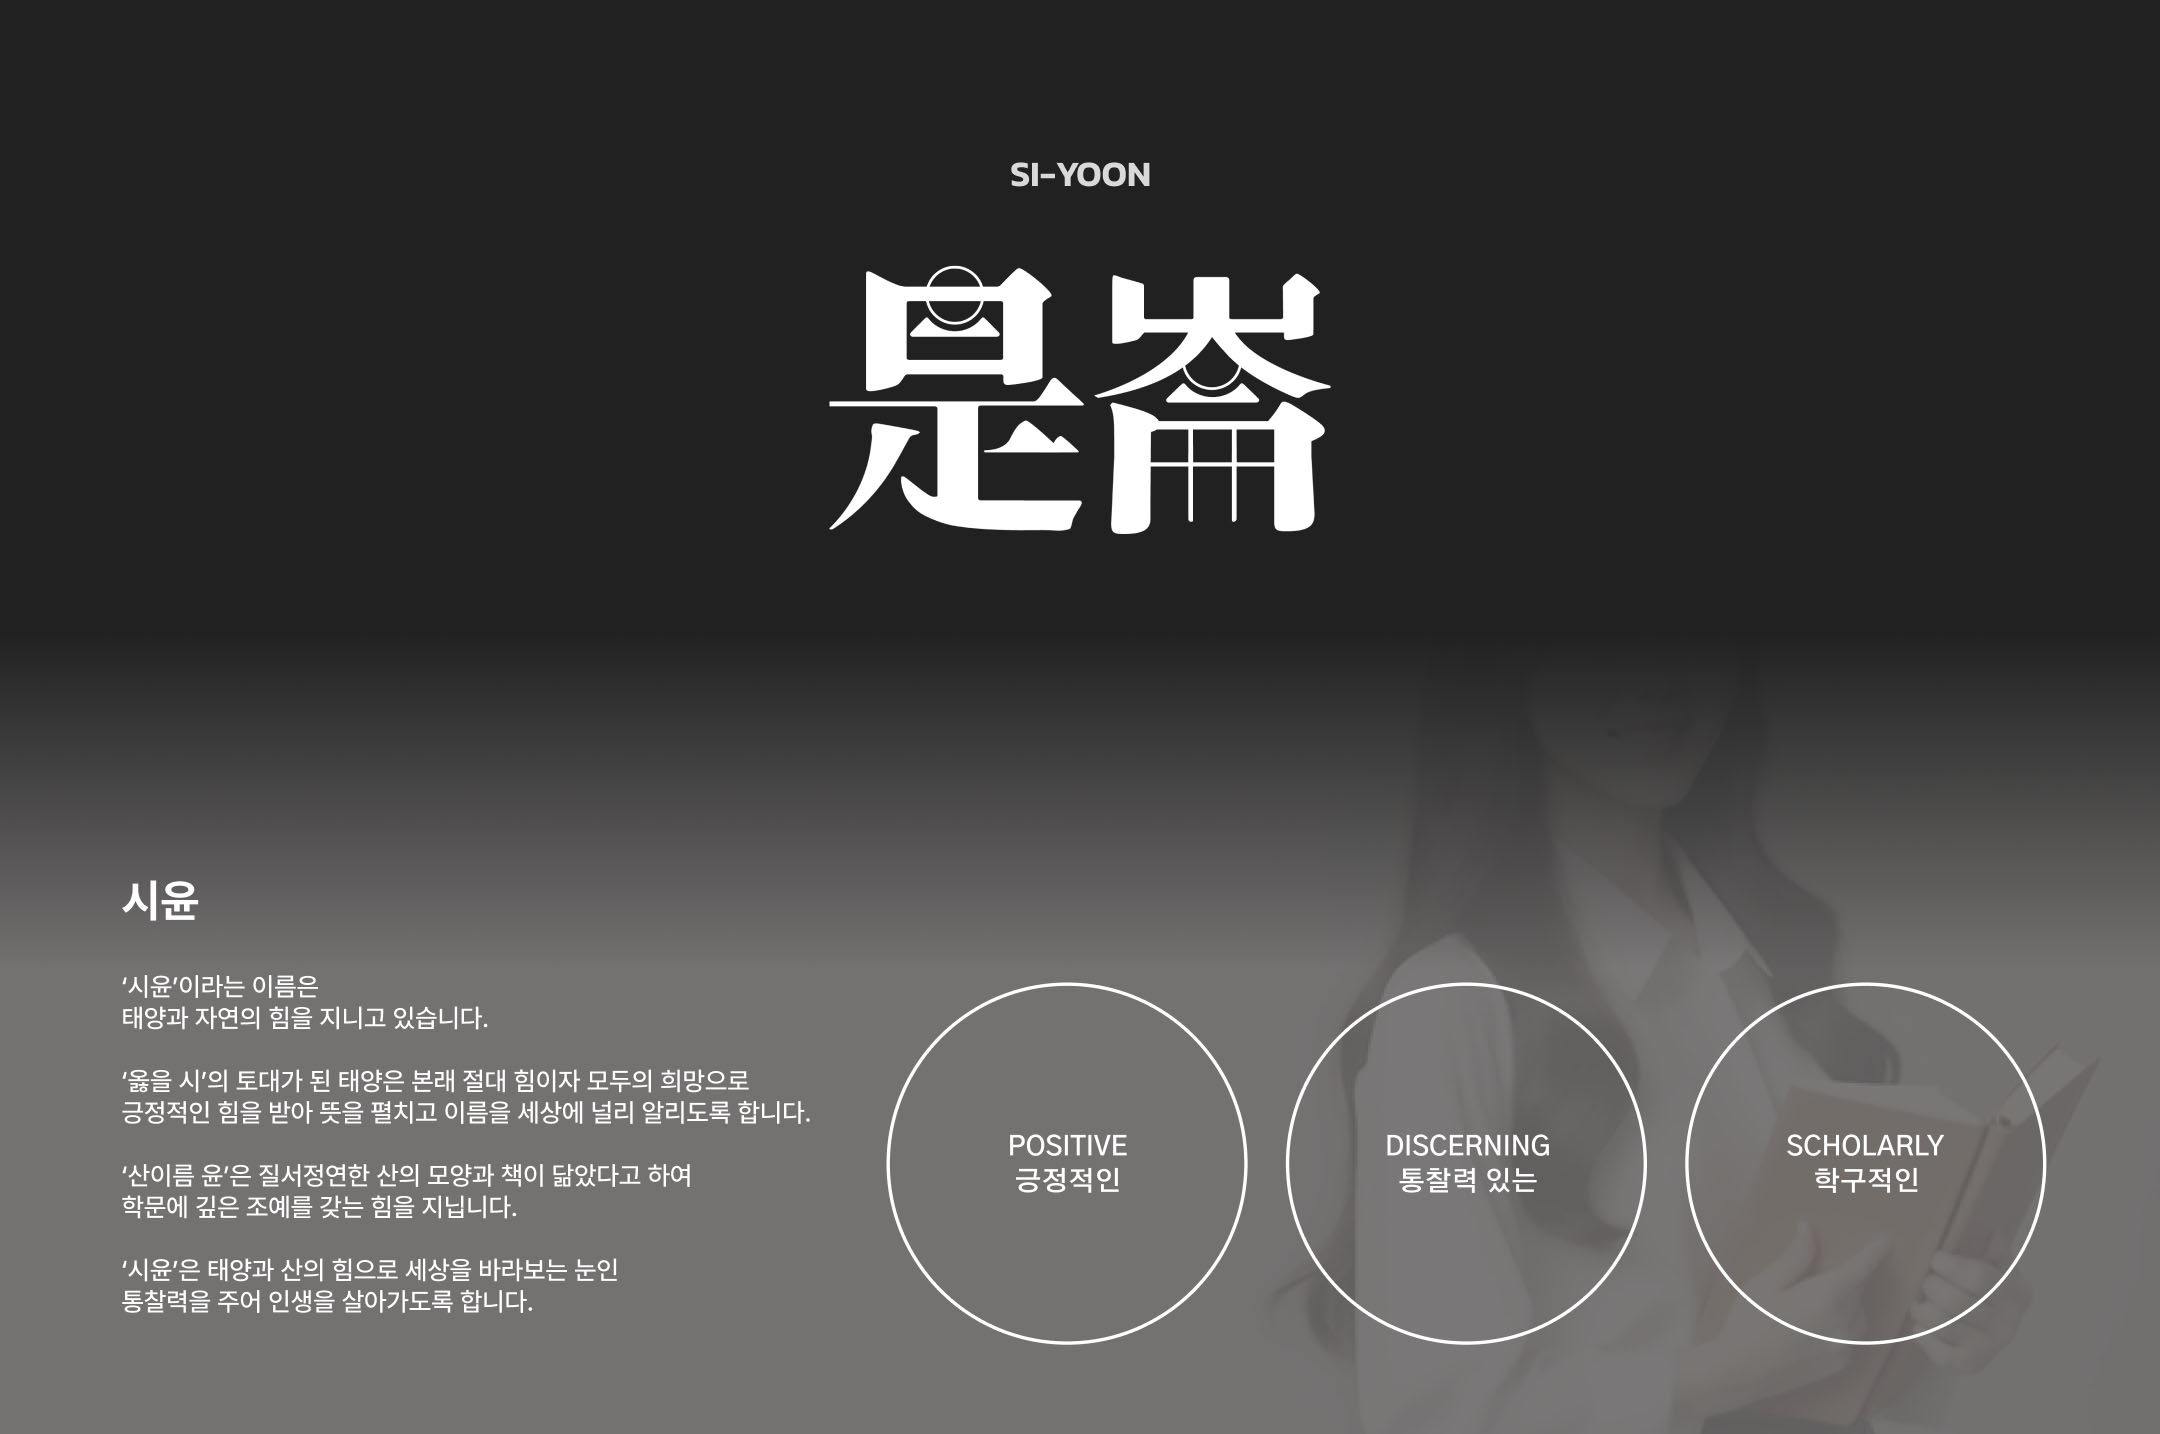 SI-YOON
是崙
시윤
‘시윤’이라는 이름은
태양과 자연의 힘을 지니고 있습니다.
‘옳을 시’의 토대가 된 태양은 본래 절대 힘이자 모두의 희망으로
긍정적인 힘을 받아 뜻을 펼치고 이름을 세상에 널리 알리도록 합니다.
‘산이름 윤’은 질서정연한 산의 모양과 책이 닮았다고 하여
학문에 깊은 조예를 갖는 힘을 지닙니다.
‘시윤’은 태양과 산의 힘으로 세상을 바라보는 눈인
통찰력을 주어 인생을 살아가도록 합니다.
POSITIVE
긍정적인
DISCERNING
통찰력 있는
SCHOLARLY
학구적인